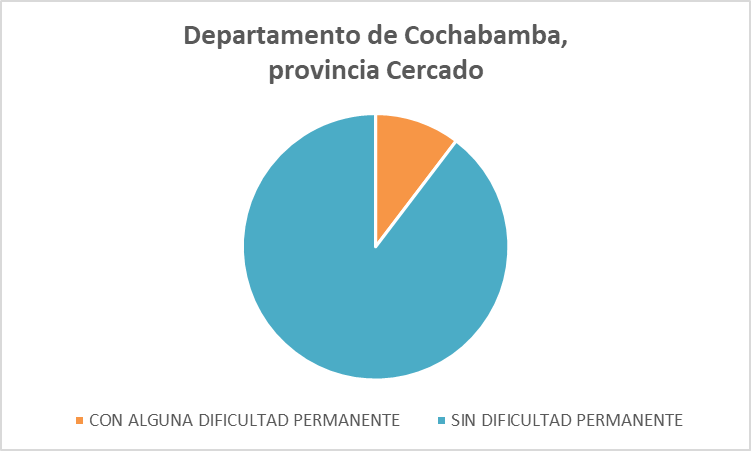 Departamento de Cochabamba,
provincia Cercado
CON ALGUNA DIFICULTAD PERMANENTE
SIN DIFICULTAD PERMANENTE